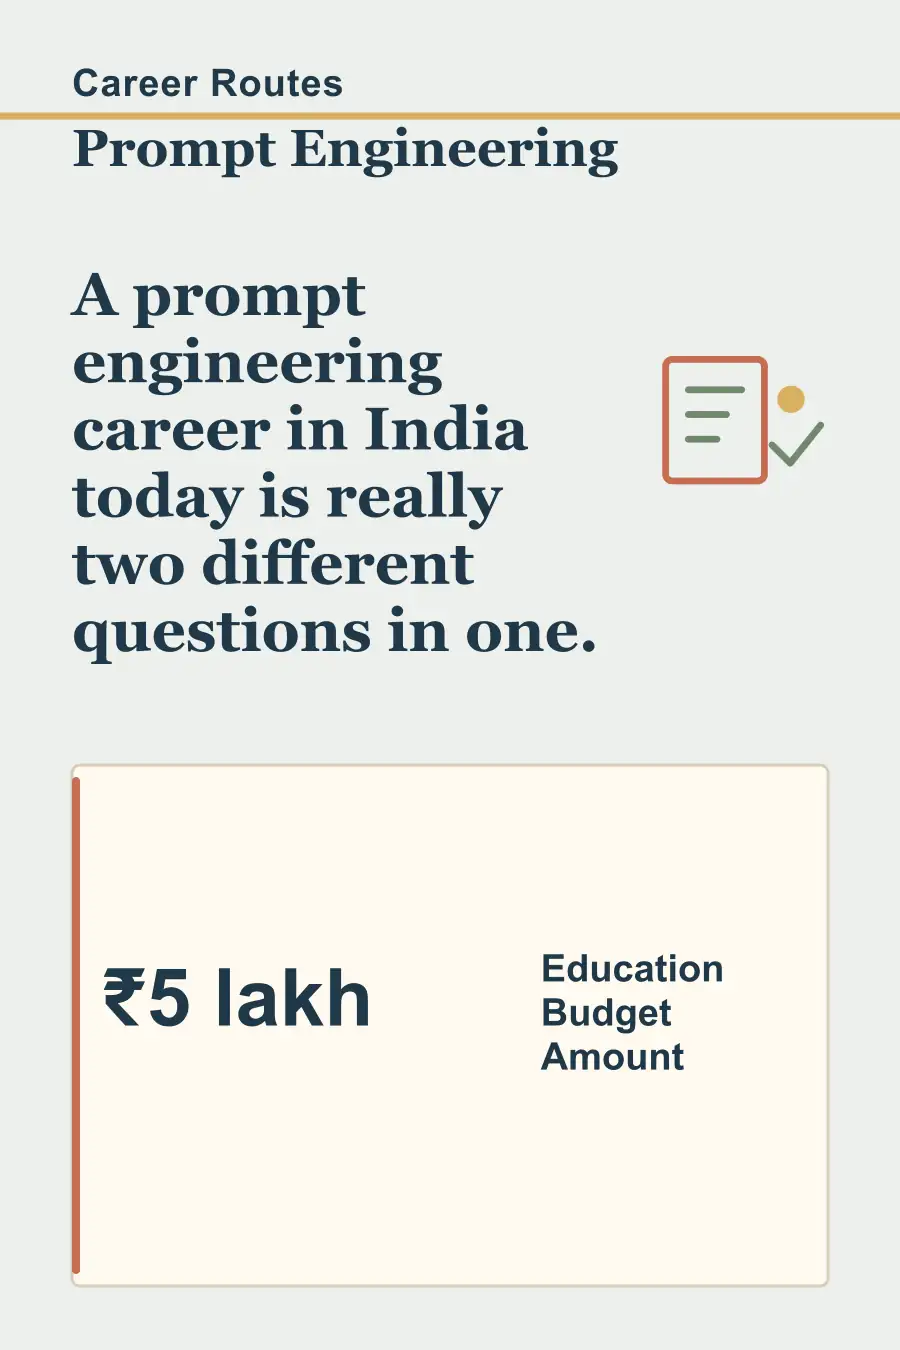 Career Routes
Prompt Engineering
A prompt
engineering
career in India
today is really
two different
questions in one.
₹5 lakh
Education
Budget
Amount